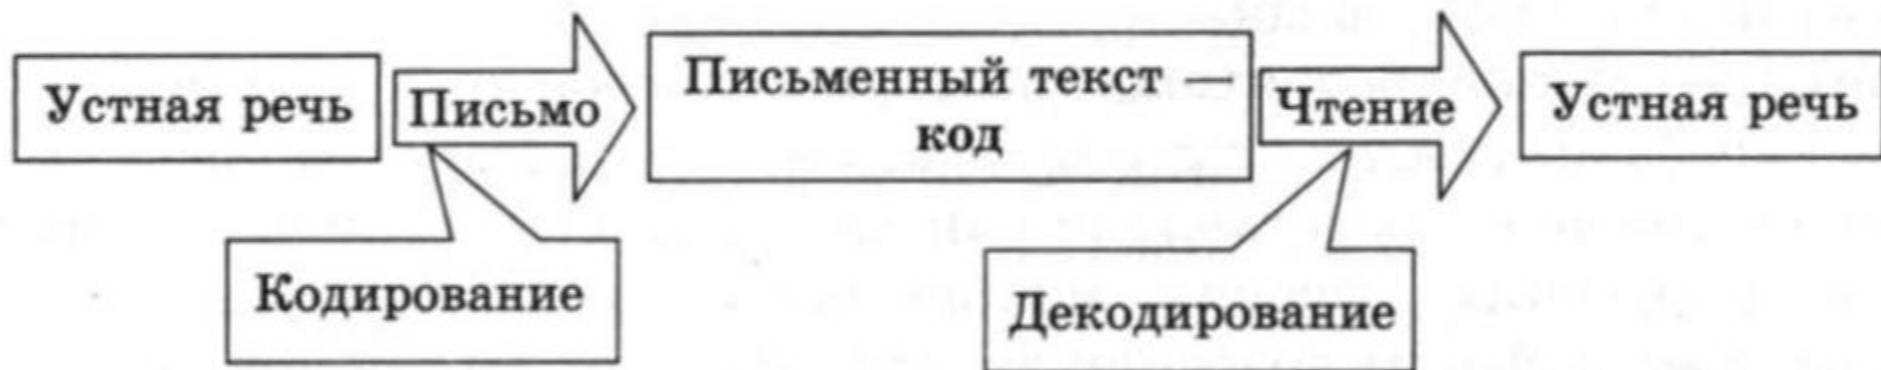 Устная речь
Письмо
Письменный текст —
код
Чтение
Устная речь
Кодирование
Декодирование